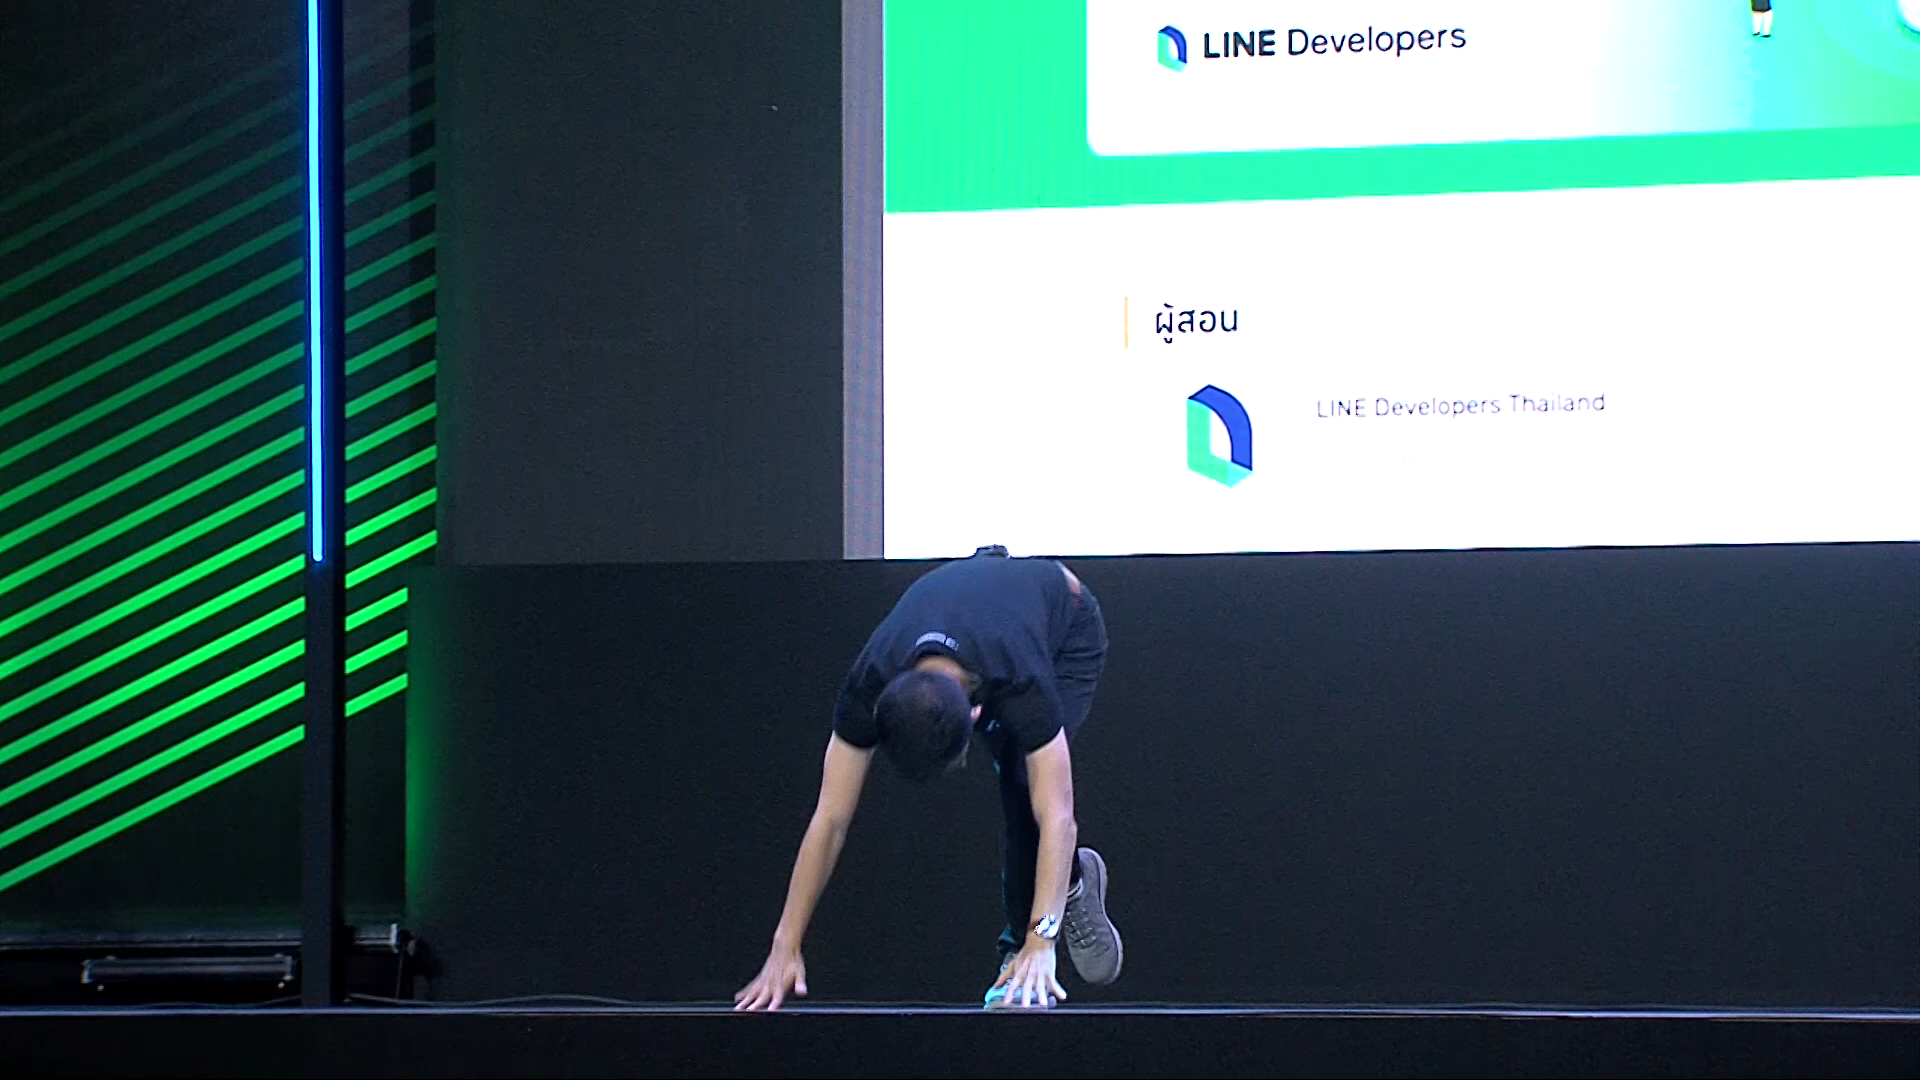 LINE Developers
ผู้สอน
LINE Developers Thailand